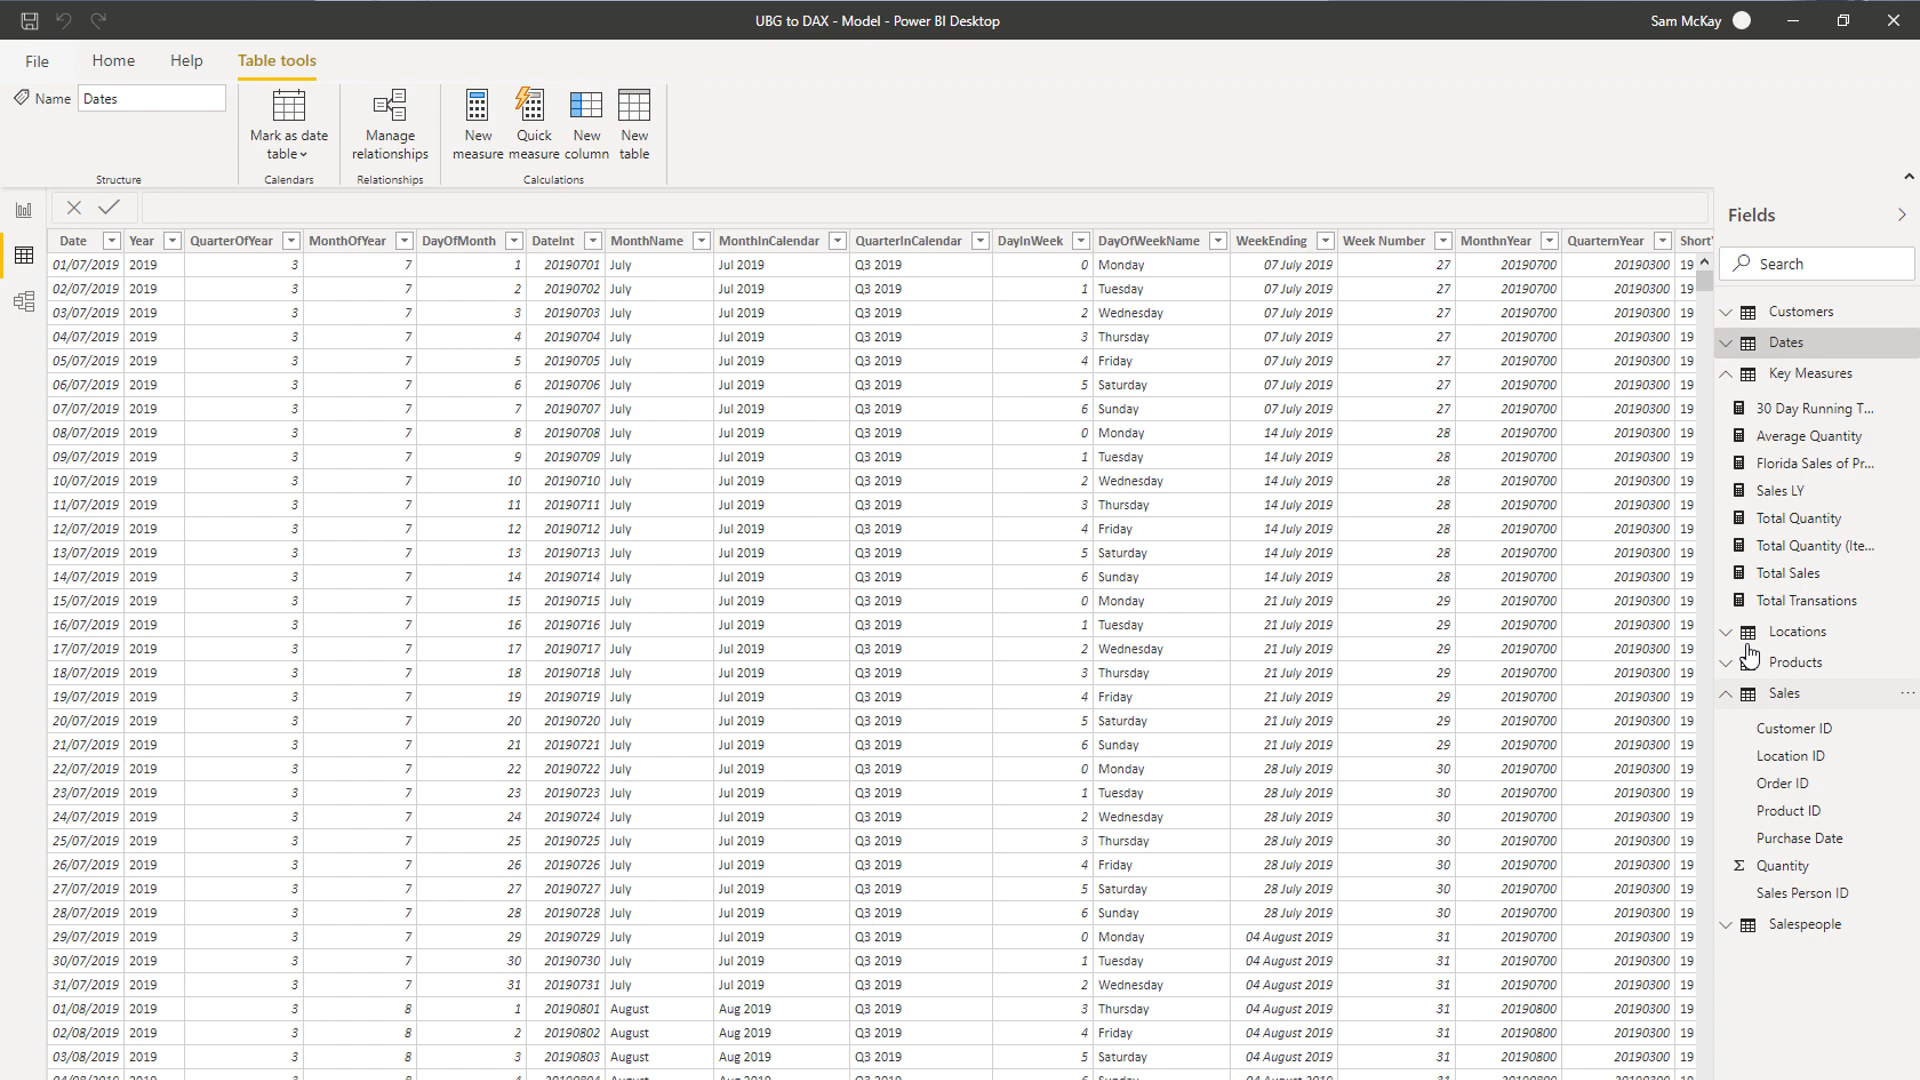 UBG to DAX - Model - Power BI Desktop
Sam McKay
File Home Help Table tools
Name Dates
Mark as date table
Manage relationships
New measure
Quick measure
New column
New table
Structure Calendars Relationships Calculations
Date Year QuarterOfYear MonthOfYear DayOfMonth DateInt MonthName MonthInCalendar QuarterInCalendar DayInWeek DayOfWeekName WeekEnding Week Number MonthnYear QuarternYear ShortY
01/07/2019 2019 3 7 1 20190701 July Jul 2019 Q3 2019 0 Monday 07 July 2019 27 20190700 20190300 19
02/07/2019 2019 3 7 2 20190702 July Jul 2019 Q3 2019 1 Tuesday 07 July 2019 27 20190700 20190300 19
03/07/2019 2019 3 7 3 20190703 July Jul 2019 Q3 2019 2 Wednesday 07 July 2019 27 20190700 20190300 19
04/07/2019 2019 3 7 4 20190704 July Jul 2019 Q3 2019 3 Thursday 07 July 2019 27 20190700 20190300 19
05/07/2019 2019 3 7 5 20190705 July Jul 2019 Q3 2019 4 Friday 07 July 2019 27 20190700 20190300 19
06/07/2019 2019 3 7 6 20190706 July Jul 2019 Q3 2019 5 Saturday 07 July 2019 27 20190700 20190300 19
07/07/2019 2019 3 7 7 20190707 July Jul 2019 Q3 2019 6 Sunday 07 July 2019 27 20190700 20190300 19
08/07/2019 2019 3 7 8 20190708 July Jul 2019 Q3 2019 0 Monday 14 July 2019 28 20190700 20190300 19
09/07/2019 2019 3 7 9 20190709 July Jul 2019 Q3 2019 1 Tuesday 14 July 2019 28 20190700 20190300 19
10/07/2019 2019 3 7 10 20190710 July Jul 2019 Q3 2019 2 Wednesday 14 July 2019 28 20190700 20190300 19
11/07/2019 2019 3 7 11 20190711 July Jul 2019 Q3 2019 3 Thursday 14 July 2019 28 20190700 20190300 19
12/07/2019 2019 3 7 12 20190712 July Jul 2019 Q3 2019 4 Friday 14 July 2019 28 20190700 20190300 19
13/07/2019 2019 3 7 13 20190713 July Jul 2019 Q3 2019 5 Saturday 14 July 2019 28 20190700 20190300 19
14/07/2019 2019 3 7 14 20190714 July Jul 2019 Q3 2019 6 Sunday 14 July 2019 28 20190700 20190300 19
15/07/2019 2019 3 7 15 20190715 July Jul 2019 Q3 2019 0 Monday 21 July 2019 29 20190700 20190300 19
16/07/2019 2019 3 7 16 20190716 July Jul 2019 Q3 2019 1 Tuesday 21 July 2019 29 20190700 20190300 19
17/07/2019 2019 3 7 17 20190717 July Jul 2019 Q3 2019 2 Wednesday 21 July 2019 29 20190700 20190300 19
18/07/2019 2019 3 7 18 20190718 July Jul 2019 Q3 2019 3 Thursday 21 July 2019 29 20190700 20190300 19
19/07/2019 2019 3 7 19 20190719 July Jul 2019 Q3 2019 4 Friday 21 July 2019 29 20190700 20190300 19
20/07/2019 2019 3 7 20 20190720 July Jul 2019 Q3 2019 5 Saturday 21 July 2019 29 20190700 20190300 19
21/07/2019 2019 3 7 21 20190721 July Jul 2019 Q3 2019 6 Sunday 21 July 2019 29 20190700 20190300 19
22/07/2019 2019 3 7 22 20190722 July Jul 2019 Q3 2019 0 Monday 28 July 2019 30 20190700 20190300 19
23/07/2019 2019 3 7 23 20190723 July Jul 2019 Q3 2019 1 Tuesday 28 July 2019 30 20190700 20190300 19
24/07/2019 2019 3 7 24 20190724 July Jul 2019 Q3 2019 2 Wednesday 28 July 2019 30 20190700 20190300 19
25/07/2019 2019 3 7 25 20190725 July Jul 2019 Q3 2019 3 Thursday 28 July 2019 30 20190700 20190300 19
26/07/2019 2019 3 7 26 20190726 July Jul 2019 Q3 2019 4 Friday 28 July 2019 30 20190700 20190300 19
27/07/2019 2019 3 7 27 20190727 July Jul 2019 Q3 2019 5 Saturday 28 July 2019 30 20190700 20190300 19
28/07/2019 2019 3 7 28 20190728 July Jul 2019 Q3 2019 6 Sunday 28 July 2019 30 20190700 20190300 19
29/07/2019 2019 3 7 29 20190729 July Jul 2019 Q3 2019 0 Monday 04 August 2019 31 20190700 20190300 19
30/07/2019 2019 3 7 30 20190730 July Jul 2019 Q3 2019 1 Tuesday 04 August 2019 31 20190700 20190300 19
31/07/2019 2019 3 7 31 20190731 July Jul 2019 Q3 2019 2 Wednesday 04 August 2019 31 20190700 20190300 19
01/08/2019 2019 3 8 1 20190801 August Aug 2019 Q3 2019 3 Thursday 04 August 2019 31 20190800 20190300 19
02/08/2019 2019 3 8 2 20190802 August Aug 2019 Q3 2019 4 Friday 04 August 2019 31 20190800 20190300 19
03/08/2019 2019 3 8 3 20190803 August Aug 2019 Q3 2019 5 Saturday 04 August 2019 31 20190800 20190300 19
Fields
Search
Customers
Dates
Key Measures
30 Day Running T...
Average Quantity
Florida Sales of Pr...
Sales LY
Total Quantity
Total Quantity (Ite...
Total Sales
Total Transations
Locations
Products
Sales ...
Customer ID
Location ID
Order ID
Product ID
Purchase Date
Σ Quantity
Sales Person ID
Salespeople